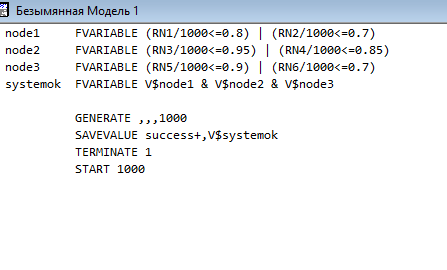 Безымянная Модель 1
node1 FVARIABLE (RN1/1000<=0.8) | (RN2/1000<=0.7)
node2 FVARIABLE (RN3/1000<=0.95) | (RN4/1000<=0.85)
node3 FVARIABLE (RN5/1000<=0.9) | (RN6/1000<=0.7)
systemok FVARIABLE V$node1 & V$node2 & V$node3
GENERATE ,,,1000
SAVEVALUE success+,V$systemok
TERMINATE 1
START 1000